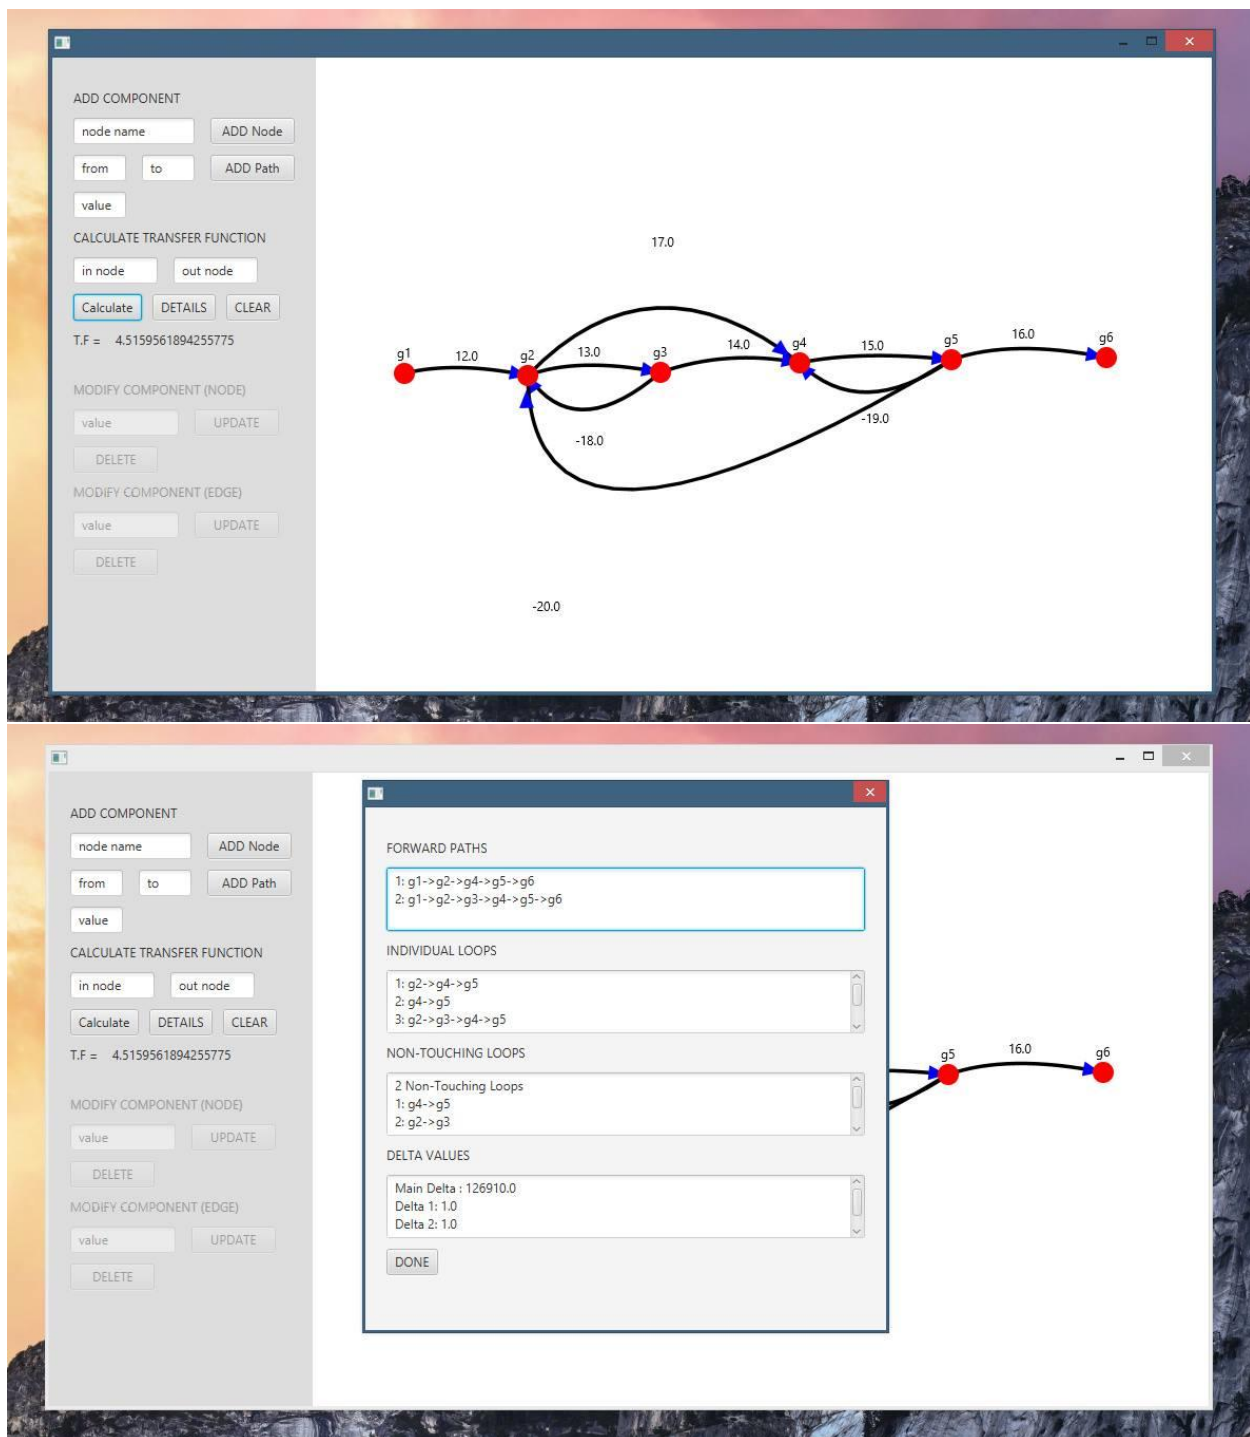 ADD COMPONENT
node name ADD Node
from to ADD Path
value
CALCULATE TRANSFER FUNCTION
in node out node
Calculate DETAILS CLEAR
T.F = 4.5159561894255775
MODIFY COMPONENT (NODE)
value UPDATE
DELETE
MODIFY COMPONENT (EDGE)
value UPDATE
DELETE
17.0
g1 12.0 g2 13.0 g3 14.0 g4 15.0 g5 16.0 g6
-18.0
-19.0
-20.0
ADD COMPONENT
node name ADD Node
from to ADD Path
value
CALCULATE TRANSFER FUNCTION
in node out node
Calculate DETAILS CLEAR
T.F = 4.5159561894255775
MODIFY COMPONENT (NODE)
value UPDATE
DELETE
MODIFY COMPONENT (EDGE)
value UPDATE
DELETE
FORWARD PATHS
1: g1->g2->g4->g5->g6
2: g1->g2->g3->g4->g5->g6
INDIVIDUAL LOOPS
1: g2->g4->g5
2: g4->g5
3: g2->g3->g4->g5
NON-TOUCHING LOOPS
2 Non-Touching Loops
1: g4->g5
2: g2->g3
DELTA VALUES
Main Delta : 126910.0
Delta 1: 1.0
Delta 2: 1.0
DONE
g5 16.0 g6